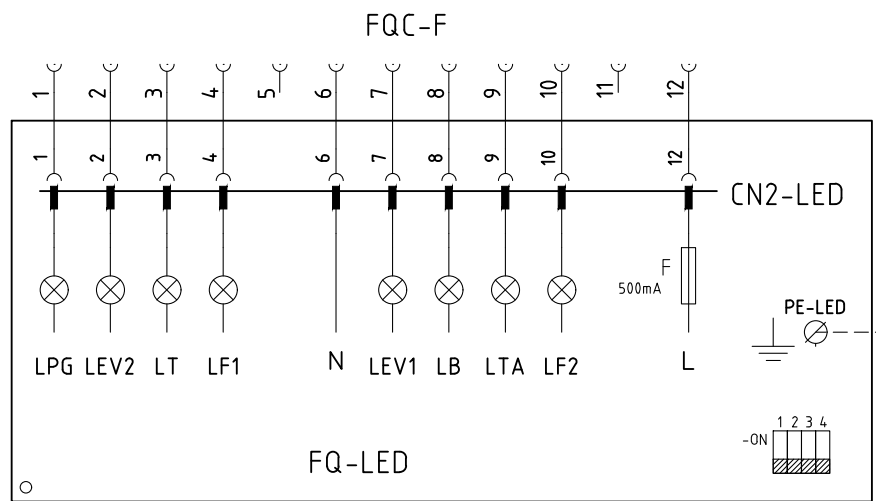 FQC-F
1 2 3 4 5 6 7 8 9 10 11 12
1 2 3 4 6 7 8 9 10 12
CN2-LED
F
500mA
PE-LED
LPG LEV2 LT LF1 N LEV1 LB LTA LF2 L
1 2 3 4
-ON
FQ-LED